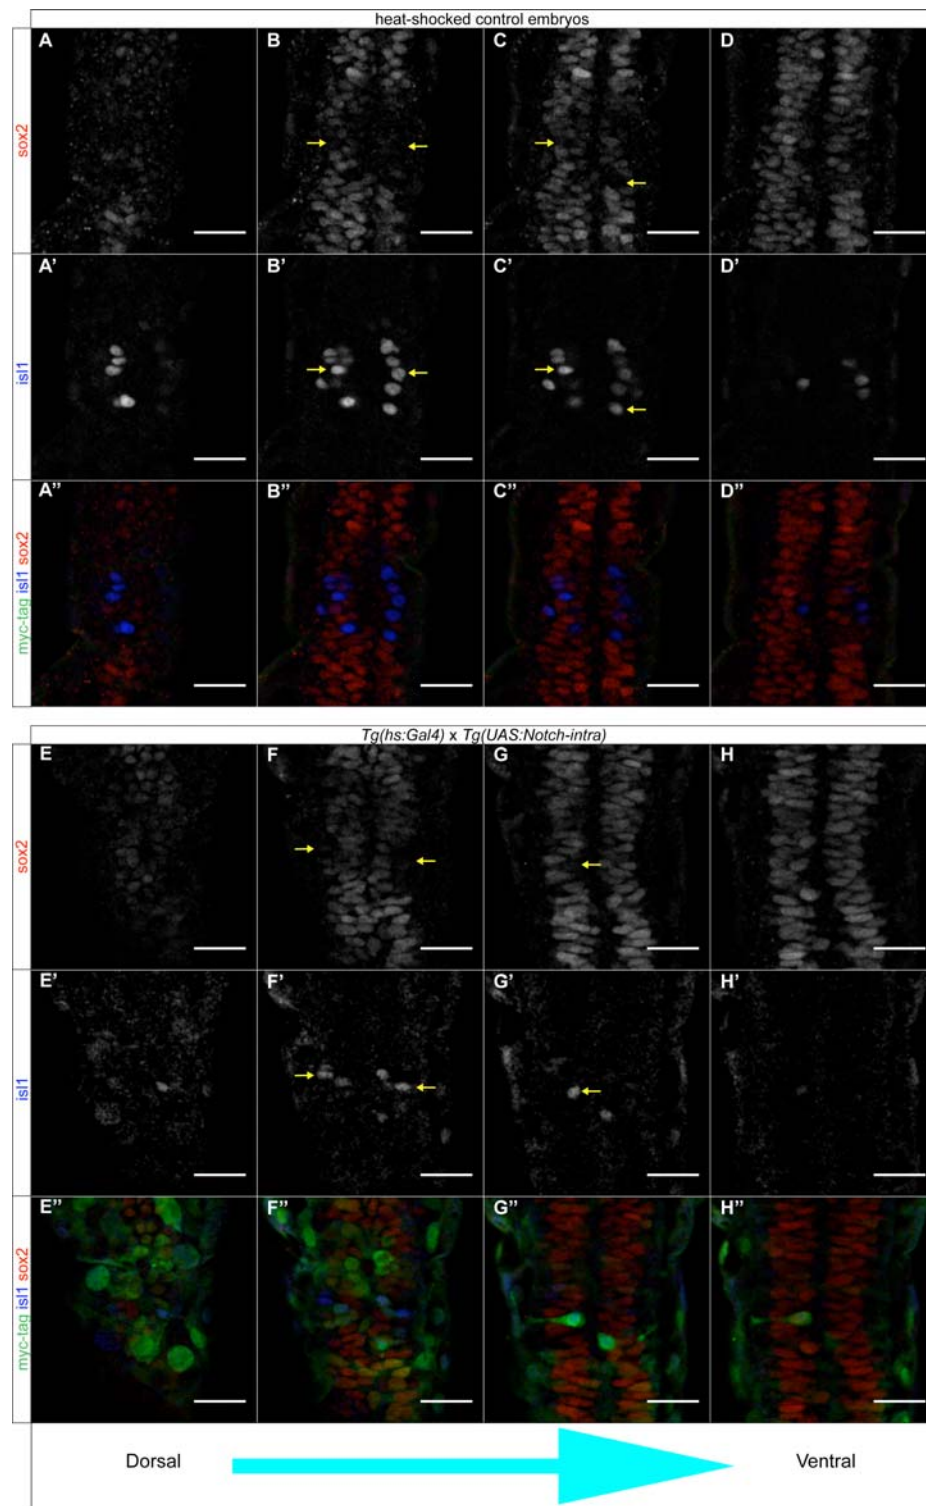 heat-shocked control embryos
sox2
A B C D
isl1
A’ B’ C’ D’
myc-tag isl1 sox2
A’’ B’’ C’’ D’’
Tg(hs:Gal4) x Tg(UAS:Notch-intra)
sox2
E F G H
isl1
E’ F’ G’ H’
myc-tag isl1 sox2
E’’ F’’ G’’ H’’
Dorsal Ventral